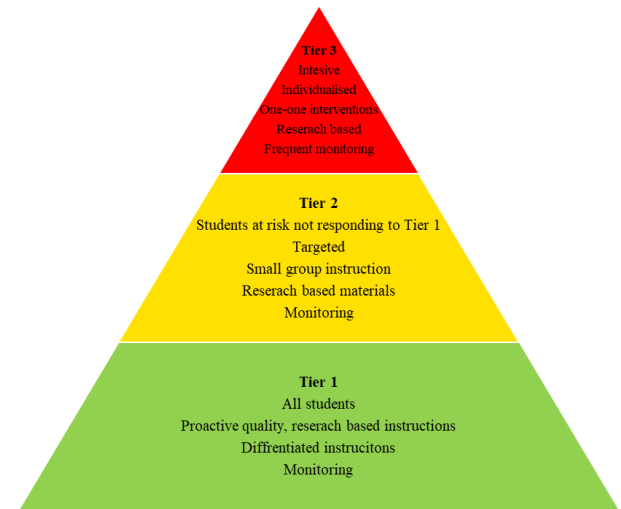 Tier 3
Intesive
Individualised
One-one interventions
Reserach based
Frequent monitoring
Tier 2
Students at risk not responding to Tier 1
Targeted
Small group instruction
Reserach based materials
Monitoring
Tier 1
All students
Proactive quality, reserach based instructions
Diffrentiated instrucitons
Monitoring